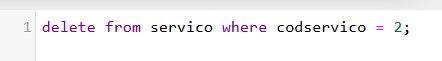 1 delete from servico where codservico = 2;